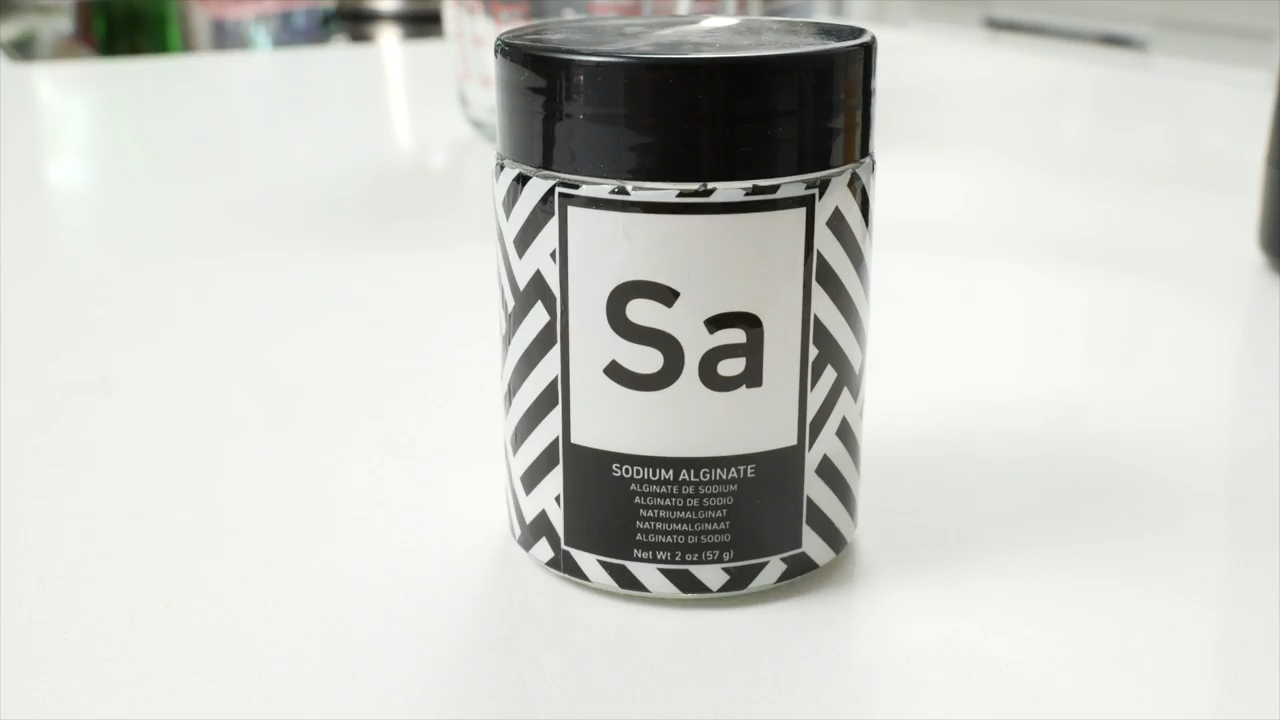 Sa
SODIUM ALGINATE
ALGINATE DE SODIUM
ALGINATO DE SODIO
NATRIUMALGINAT
NATRIUMALGINAAT
ALGINATO DI SODIO
Net Wt 2 oz (57 g)